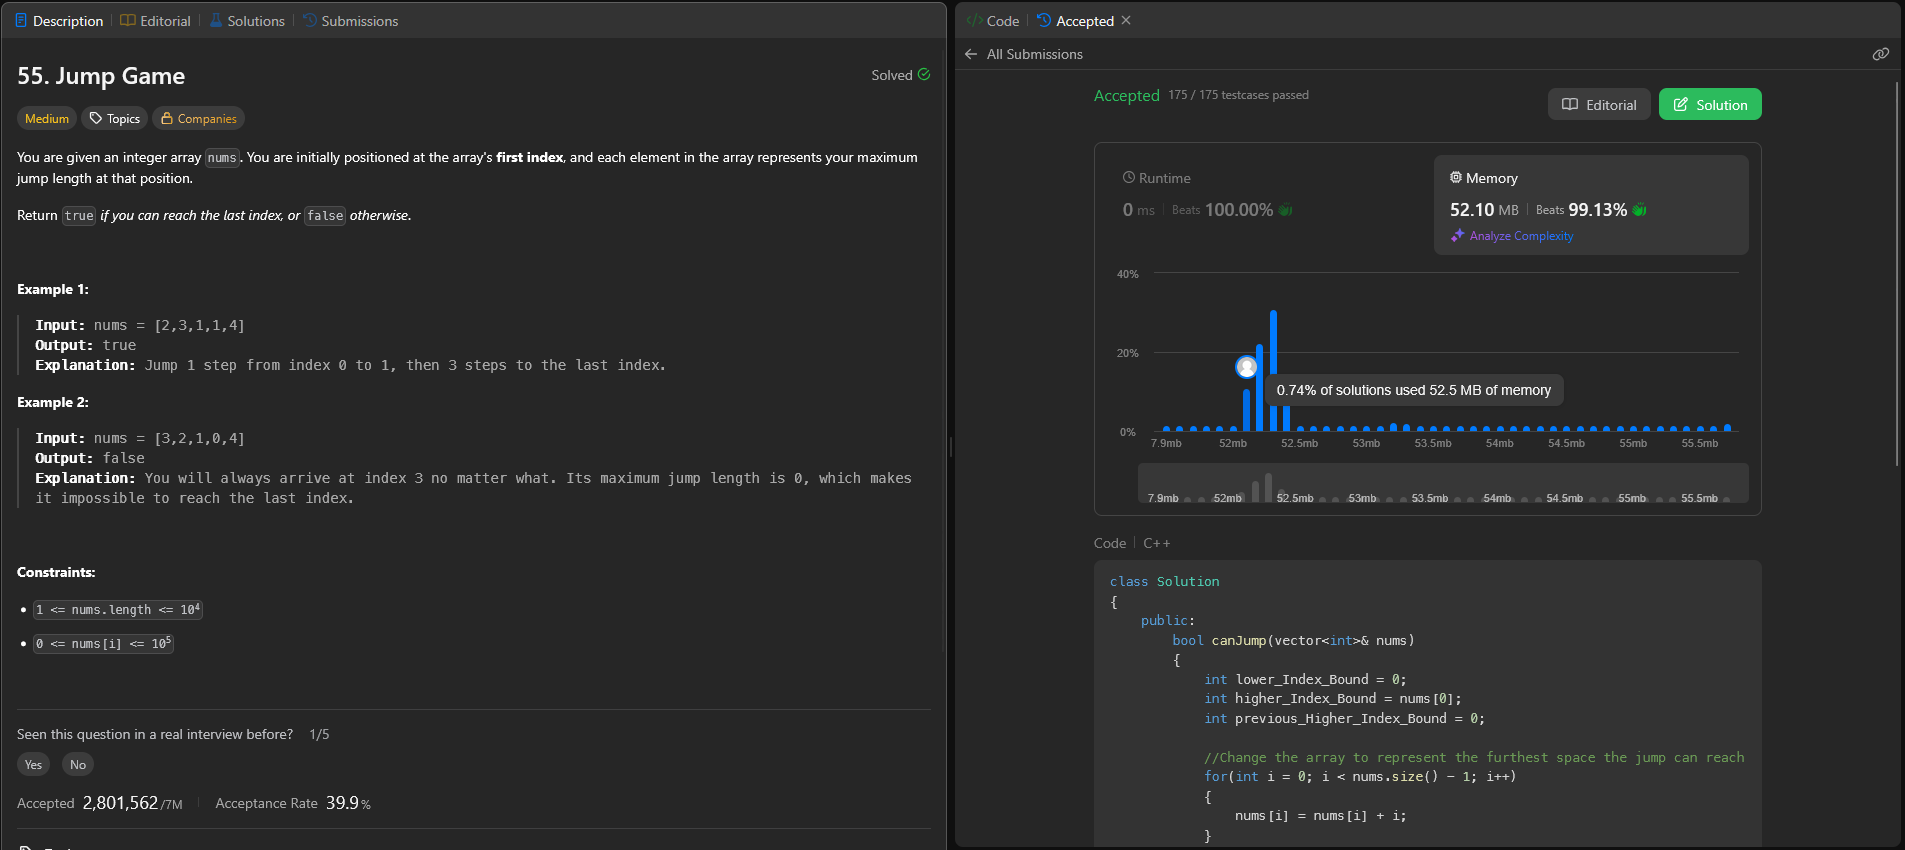 Description
Editorial
Solutions
Submissions
55. Jump Game
Solved
Medium
Topics
Companies
You are given an integer array nums. You are initially positioned at the array's first index, and each element in the array represents your maximum
jump length at that position.
Return true if you can reach the last index, or false otherwise.
Example 1:
Input: nums = [2,3,1,1,4]
Output: true
Explanation: Jump 1 step from index 0 to 1, then 3 steps to the last index.
Example 2:
Input: nums = [3,2,1,0,4]
Output: false
Explanation: You will always arrive at index 3 no matter what. Its maximum jump length is 0, which makes
it impossible to reach the last index.
Constraints:
• 1 <= nums.length <= 10⁴
• 0 <= nums[i] <= 10⁵
Seen this question in a real interview before? 1/5
Yes
No
Accepted 2,801,562/7M
Acceptance Rate 39.9%
Code
Accepted
All Submissions
Accepted 175 / 175 testcases passed
Editorial
Solution
Runtime
0 ms
Beats 100.00%
Memory
52.10 MB
Beats 99.13%
Analyze Complexity
40%
20%
0%
0.74% of solutions used 52.5 MB of memory
7.9mb 52mb 52.5mb 53mb 53.5mb 54mb 54.5mb 55mb 55.5mb
7.9mb 52mb 52.5mb 53mb 53.5mb 54mb 54.5mb 55mb 55.5mb
Code
C++
class Solution
{
public:
bool canJump(vector<int>& nums)
{
int lower_Index_Bound = 0;
int higher_Index_Bound = nums[0];
int previous_Higher_Index_Bound = 0;
//Change the array to represent the furthest space the jump can reach
for(int i = 0; i < nums.size() - 1; i++)
{
nums[i] = nums[i] + i;
}